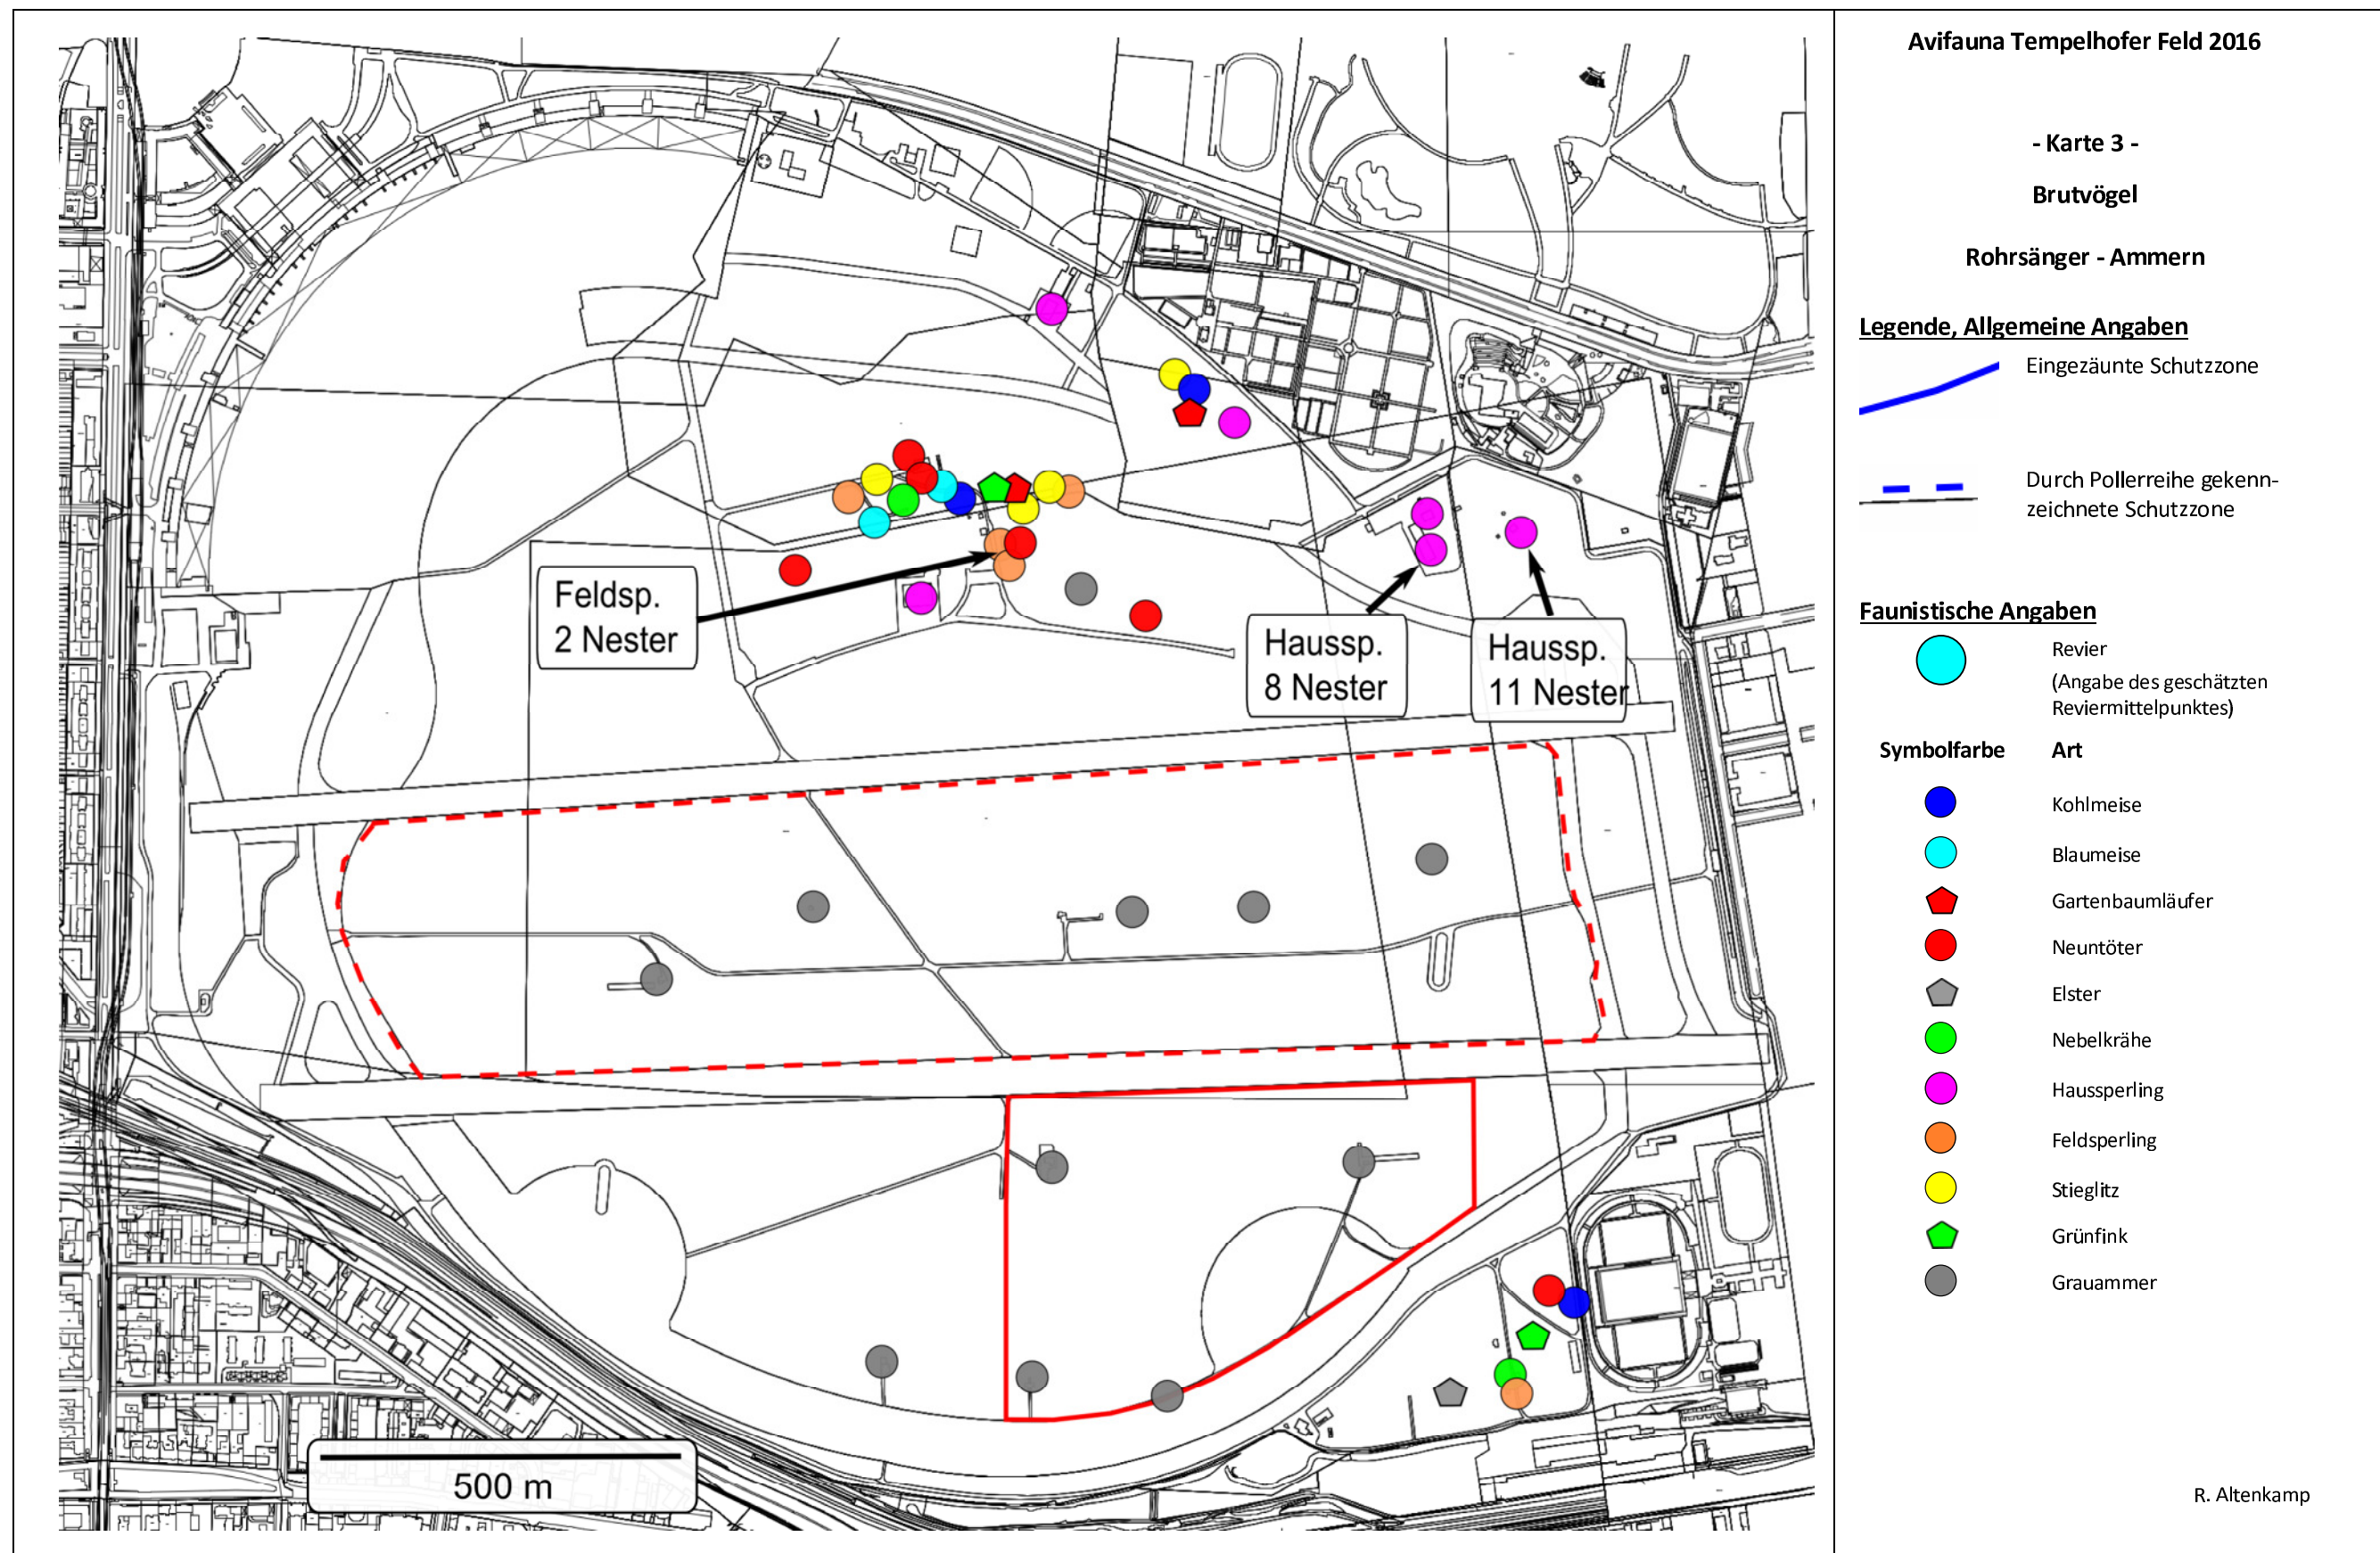 Avifauna Tempelhofer Feld 2016
- Karte 3 -
Brutvögel
Rohrsänger - Ammern
Legende, Allgemeine Angaben
Eingezäunte Schutzzone
Durch Pollerreihe gekenn-
zeichnete Schutzzone
Faunistische Angaben
Revier
(Angabe des geschätzten
Reviermittelpunktes)
Symbolfarbe Art
Kohlmeise
Blaumeise
Gartenbaumläufer
Neuntöter
Elster
Nebelkrähe
Haussperling
Feldsperling
Stieglitz
Grünfink
Grauammer
R. Altenkamp
Feldsp.
2 Nester
Haussp.
8 Nester
Haussp.
11 Nester
500 m